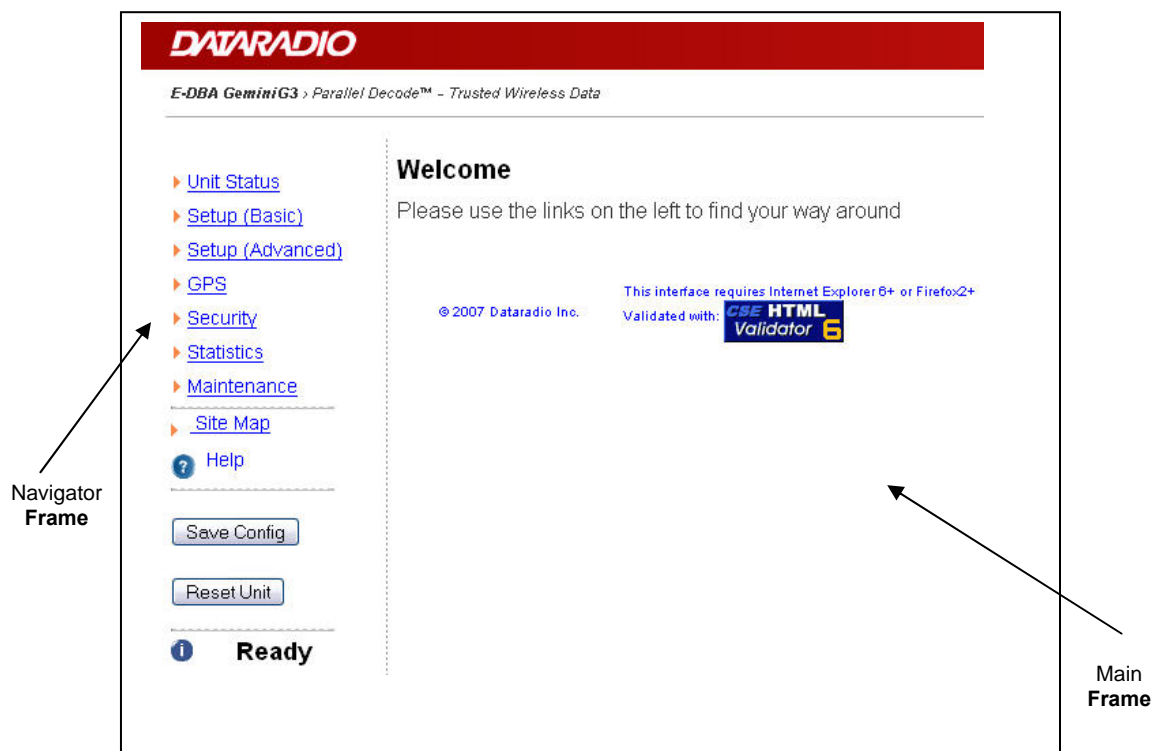 DATARADIO
E-DBA GeminiG3 › Parallel Decode™ – Trusted Wireless Data
Unit Status
Setup (Basic)
Setup (Advanced)
GPS
Security
Statistics
Maintenance
Site Map
? Help
Save Config
Reset Unit
i Ready
Welcome
Please use the links on the left to find your way around
© 2007 Dataradio Inc.
This interface requires Internet Explorer 6+ or Firefox2+
Validated with:
CSE HTML
Validator 6
Navigator
Frame
Main
Frame